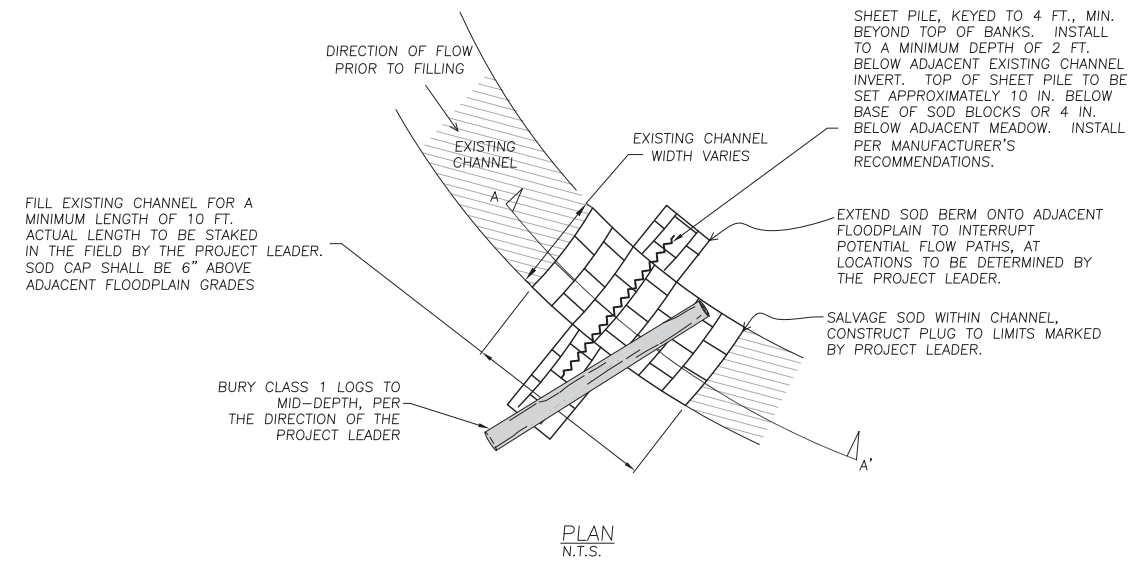 DIRECTION OF FLOW
PRIOR TO FILLING
SHEET PILE, KEYED TO 4 FT., MIN.
BEYOND TOP OF BANKS. INSTALL
TO A MINIMUM DEPTH OF 2 FT.
BELOW ADJACENT EXISTING CHANNEL
INVERT. TOP OF SHEET PILE TO BE
SET APPROXIMATELY 10 IN. BELOW
BASE OF SOD BLOCKS OR 4 IN.
BELOW ADJACENT MEADOW. INSTALL
PER MANUFACTURER'S
RECOMMENDATIONS.
EXISTING CHANNEL
WIDTH VARIES
EXISTING
CHANNEL
A
FILL EXISTING CHANNEL FOR A
MINIMUM LENGTH OF 10 FT.
ACTUAL LENGTH TO BE STAKED
IN THE FIELD BY THE PROJECT LEADER.
SOD CAP SHALL BE 6" ABOVE
ADJACENT FLOODPLAIN GRADES
EXTEND SOD BERM ONTO ADJACENT
FLOODPLAIN TO INTERRUPT
POTENTIAL FLOW PATHS, AT
LOCATIONS TO BE DETERMINED BY
THE PROJECT LEADER.
SALVAGE SOD WITHIN CHANNEL,
CONSTRUCT PLUG TO LIMITS MARKED
BY PROJECT LEADER.
BURY CLASS 1 LOGS TO
MID-DEPTH, PER
THE DIRECTION OF THE
PROJECT LEADER
A'
PLAN
N.T.S.